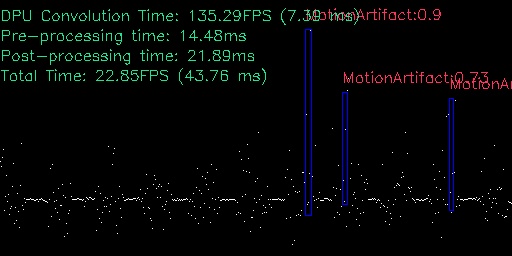 DPU Convolution Time: 135.29FPS (7.39 ms)
MotionArtifact:0.9
Pre-processing time: 14.48ms
Post-processing time: 21.89ms
Total Time: 22.85FPS (43.76 ms)
MotionArtifact:0.73
MotionAr